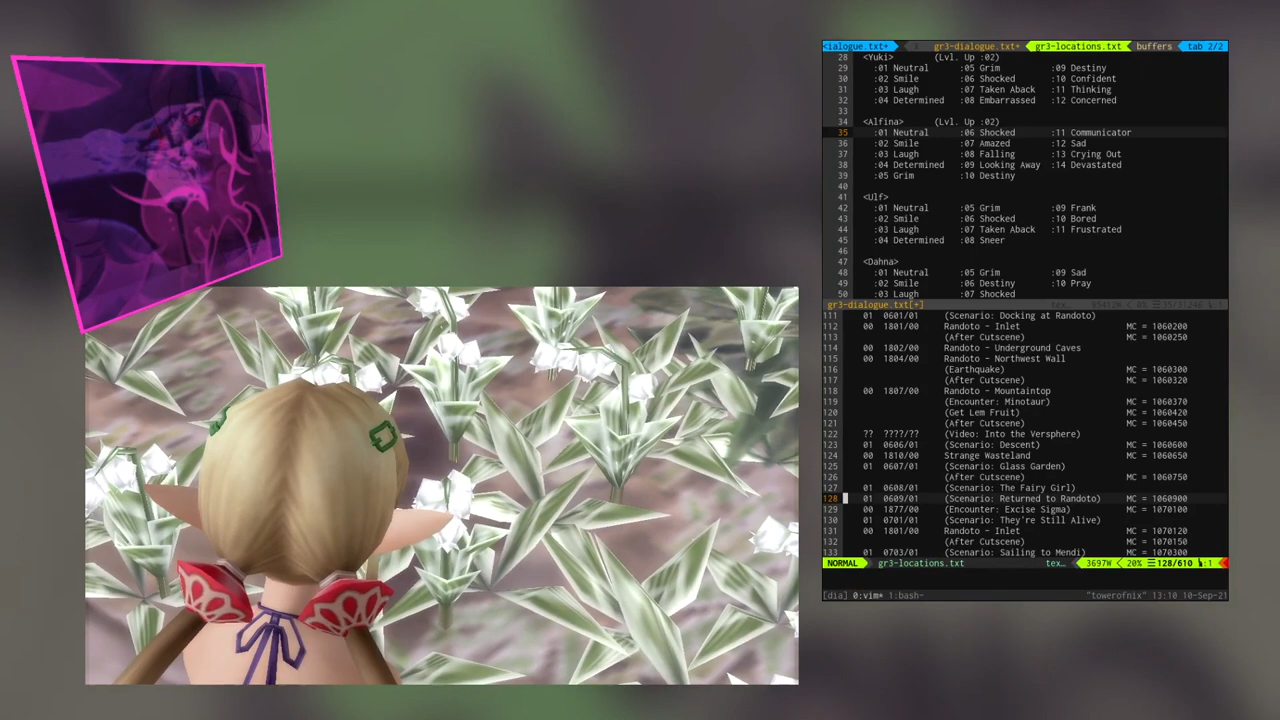 <ialogue.txt* gr3-dialogue.txt* gr3-locations.txt buffers tab 2/2
28 <Yuki> (Lvl. Up :02)
29 :01 Neutral :05 Grim :09 Destiny
30 :02 Smile :06 Shocked :10 Confident
31 :03 Laugh :07 Taken Aback :11 Thinking
32 :04 Determined :08 Embarrassed :12 Concerned
33
34 <Alfina> (Lvl. Up :02)
35 :01 Neutral :06 Shocked :11 Communicator
36 :02 Smile :07 Amazed :12 Sad
37 :03 Laugh :08 Falling :13 Crying Out
38 :04 Determined :09 Looking Away :14 Devastated
39 :05 Grim :10 Destiny
40
41 <Ulf>
42 :01 Neutral :05 Grim :09 Frank
43 :02 Smile :06 Shocked :10 Bored
44 :03 Laugh :07 Taken Aback :11 Frustrated
45 :04 Determined :08 Sneer
46
47 <Dahna>
48 :01 Neutral :05 Grim :09 Sad
49 :02 Smile :06 Destiny :10 Pray
50 :03 Laugh :07 Shocked
gr3-dialogue.txt[+] tex…
111 01 0601/01 (Scenario: Docking at Randoto)
112 00 1801/00 Randoto - Inlet MC = 1060200
113 (After Cutscene) MC = 1060250
114 00 1802/00 Randoto - Underground Caves
115 00 1804/00 Randoto - Northwest Wall
116 (Earthquake) MC = 1060300
117 (After Cutscene) MC = 1060320
118 00 1807/00 Randoto - Mountaintop
119 (Encounter: Minotaur) MC = 1060370
120 (Get Lem Fruit) MC = 1060420
121 (After Cutscene) MC = 1060450
122 ?? ????/?? (Video: Into the Versphere)
123 01 0606/01 (Scenario: Descent) MC = 1060600
124 00 1810/00 Strange Wasteland MC = 1060650
125 01 0607/01 (Scenario: Glass Garden)
126 (After Cutscene) MC = 1060750
127 01 0608/01 (Scenario: The Fairy Girl)
128 01 0609/01 (Scenario: Returned to Randoto) MC = 1060900
129 00 1877/00 (Encounter: Excise Sigma) MC = 1070100
130 01 0701/01 (Scenario: They're Still Alive)
131 00 1801/00 Randoto - Inlet MC = 1070120
132 (After Cutscene) MC = 1070150
133 01 0703/01 (Scenario: Sailing to Mendi) MC = 1070300
NORMAL gr3-locations.txt tex… 3697W < 20% ☰128/610 :1
[dia] 0:vim* 1:bash- "towerofnix" 13:10 10-Sep-21